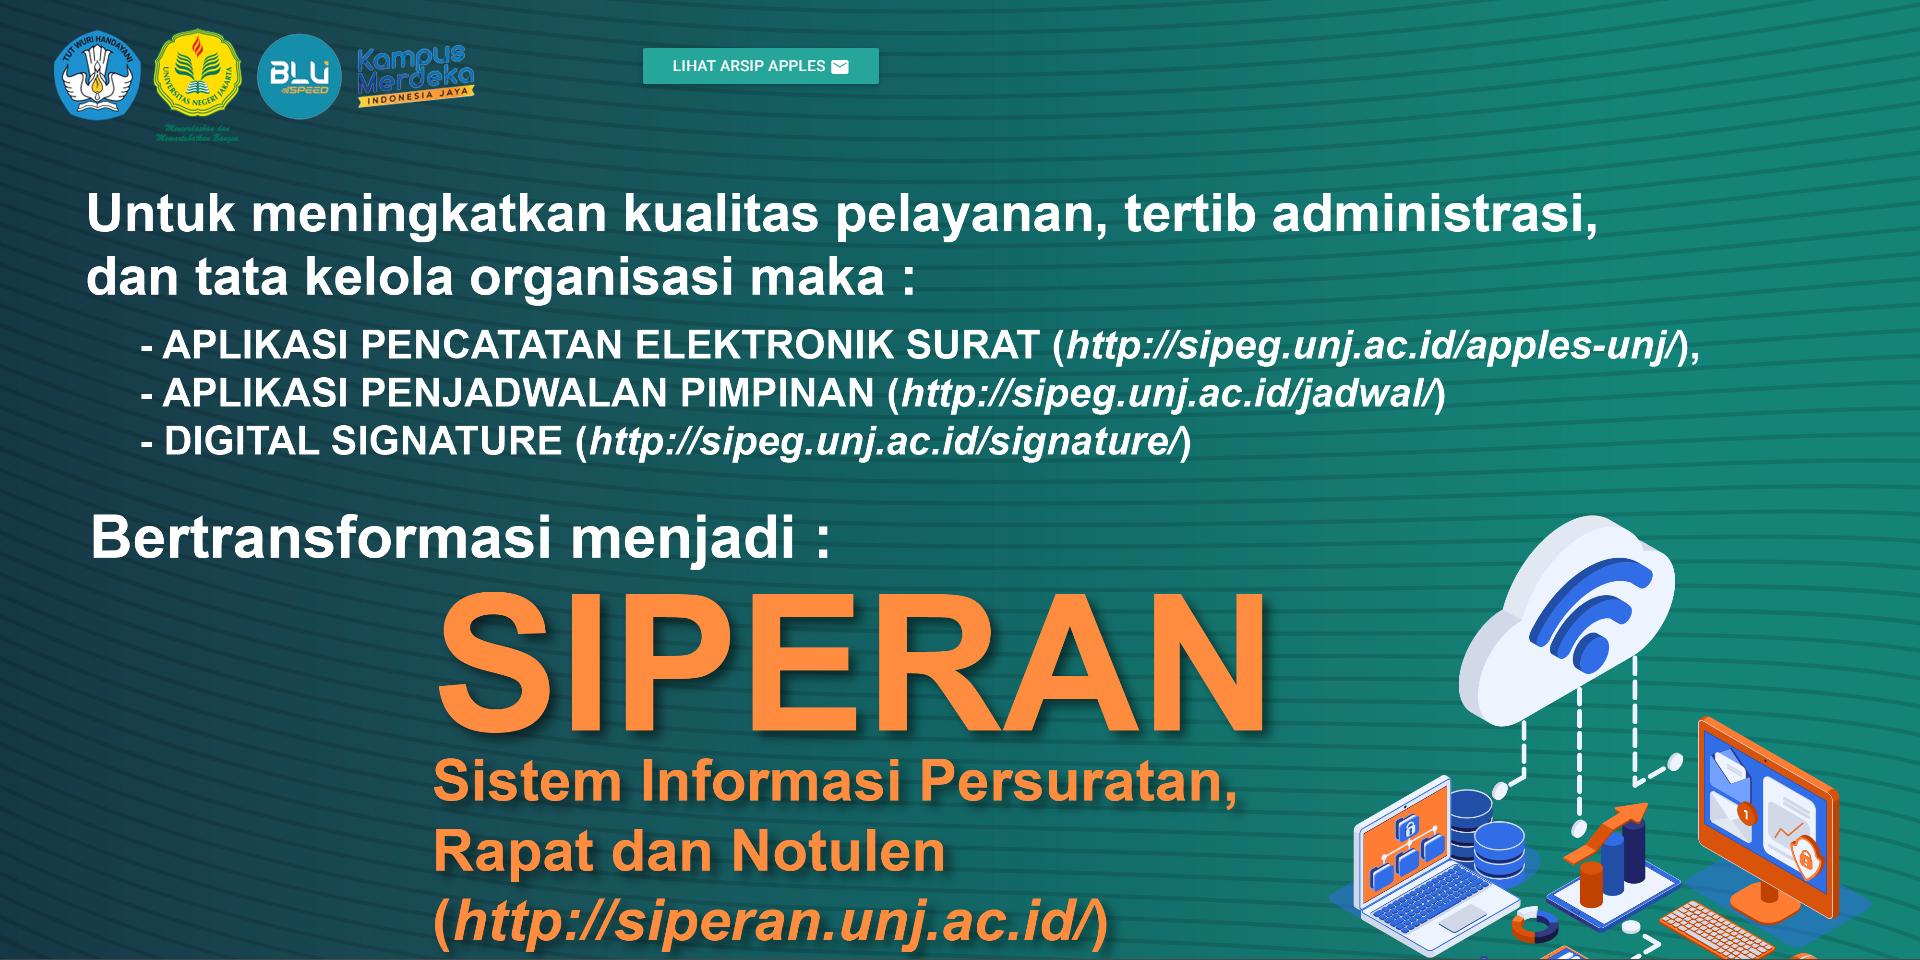 TUT WURI HANDAYANI
UNIVERSITAS NEGERI JAKARTA
Mencerdaskan dan
Memartabatkan Bangsa
BLU
SPEED
Kampus
Merdeka
INDONESIA JAYA
LIHAT ARSIP APPLES
Untuk meningkatkan kualitas pelayanan, tertib administrasi,
dan tata kelola organisasi maka :
- APLIKASI PENCATATAN ELEKTRONIK SURAT (http://sipeg.unj.ac.id/apples-unj/),
- APLIKASI PENJADWALAN PIMPINAN (http://sipeg.unj.ac.id/jadwal/)
- DIGITAL SIGNATURE (http://sipeg.unj.ac.id/signature/)
Bertransformasi menjadi :
SIPERAN
Sistem Informasi Persuratan,
Rapat dan Notulen
(http://siperan.unj.ac.id/)
1